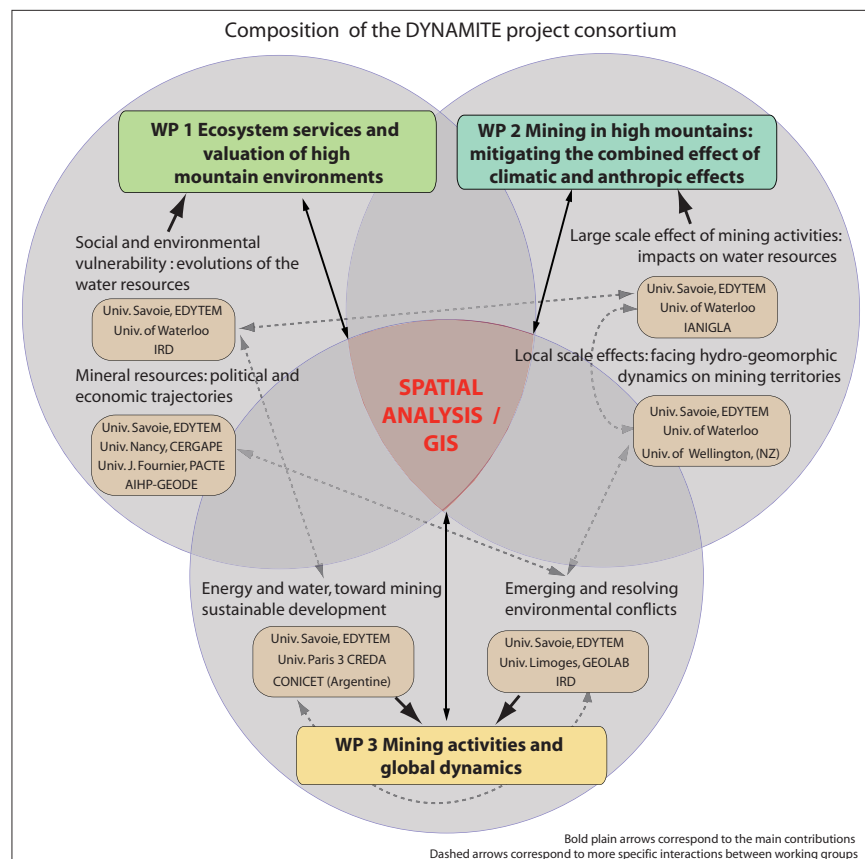 Composition of the DYNAMITE project consortium
WP 1 Ecosystem services and
valuation of high
mountain environments
WP 2 Mining in high mountains:
mitigating the combined effect of
climatic and anthropic effects
Social and environmental
vulnerability : evolutions of the
water resources
Univ. Savoie, EDYTEM
Univ. of Waterloo
IRD
Mineral resources: political and
economic trajectories
Univ. Savoie, EDYTEM
Univ. Nancy, CERGAPE
Univ. J. Fournier, PACTE
AIHP-GEODE
Large scale effect of mining activities:
impacts on water resources
Univ. Savoie, EDYTEM
Univ. of Waterloo
IANIGLA
Local scale effects: facing hydro-geomorphic
dynamics on mining territories
Univ. Savoie, EDYTEM
Univ. of Waterloo
Univ. of Wellington, (NZ)
SPATIAL
ANALYSIS /
GIS
Energy and water, toward mining
sustainable development
Univ. Savoie, EDYTEM
Univ. Paris 3 CREDA
CONICET (Argentine)
Emerging and resolving
environmental conflicts
Univ. Savoie, EDYTEM
Univ. Limoges, GEOLAB
IRD
WP 3 Mining activities and
global dynamics
Bold plain arrows correspond to the main contributions
Dashed arrows correspond to more specific interactions between working groups